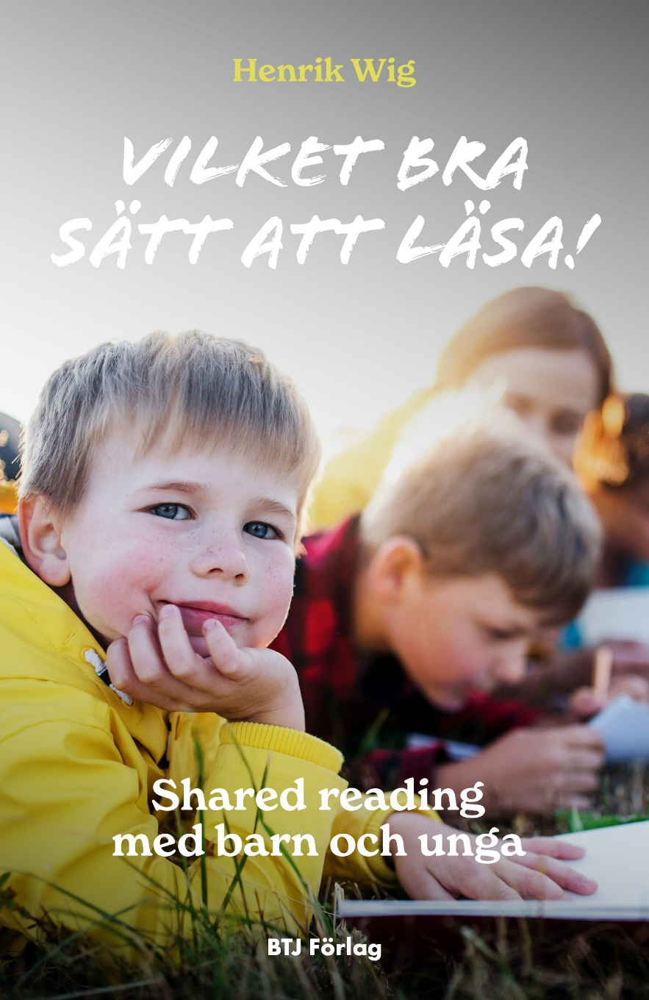 Henrik Wig
VILKET BRA
SÄTT ATT LÄSA!
Shared reading
med barn och unga
BTJ Förlag